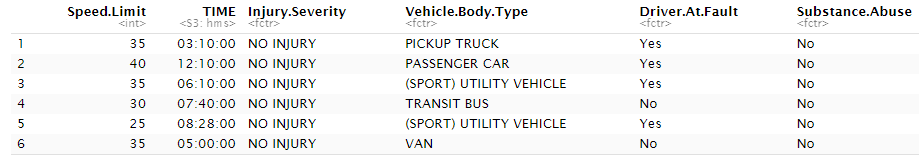 Speed.Limit TIME Injury.Severity Vehicle.Body.Type Driver.At.Fault Substance.Abuse
<int> <S3: hms> <fctr> <fctr> <fctr> <fctr>
1 35 03:10:00 NO INJURY PICKUP TRUCK Yes No
2 40 12:10:00 NO INJURY PASSENGER CAR Yes No
3 35 06:10:00 NO INJURY (SPORT) UTILITY VEHICLE Yes No
4 30 07:40:00 NO INJURY TRANSIT BUS No No
5 25 08:28:00 NO INJURY (SPORT) UTILITY VEHICLE Yes No
6 35 05:00:00 NO INJURY VAN No No